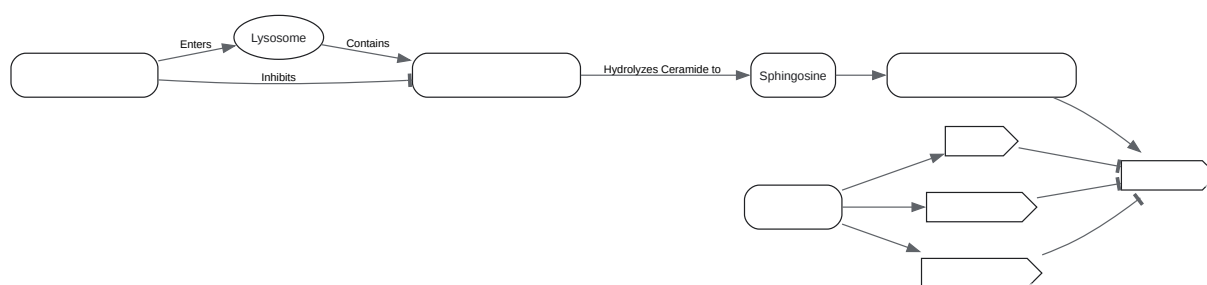 Lysosome
Enters
Contains
Inhibits
Hydrolyzes Ceramide to
Sphingosine